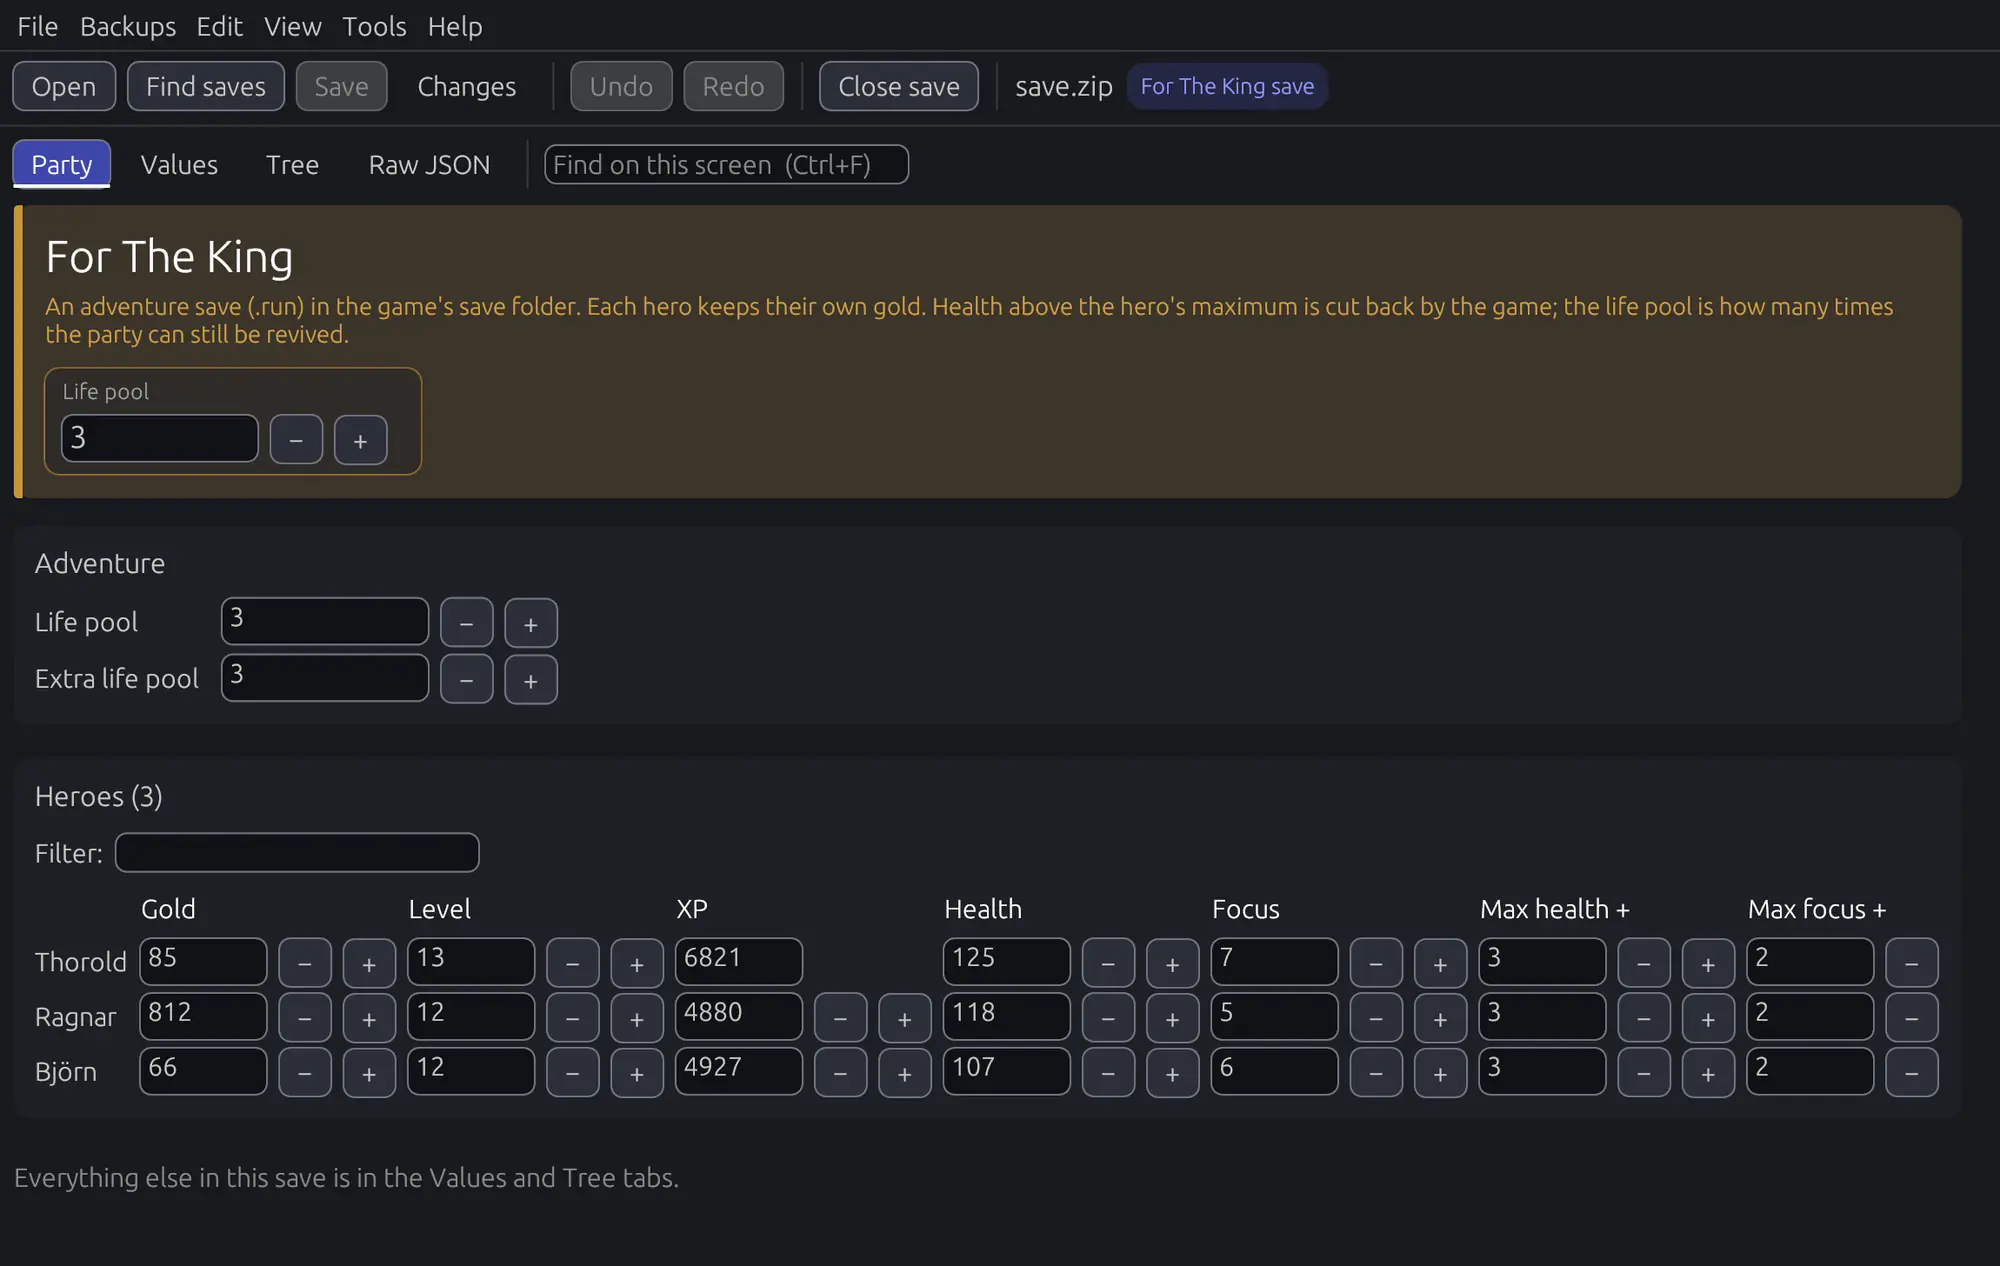 File Backups Edit View Tools Help
Open Find saves Save Changes Undo Redo Close save save.zip For The King save
Party Values Tree Raw JSON Find on this screen (Ctrl+F)
For The King
An adventure save (.run) in the game's save folder. Each hero keeps their own gold. Health above the hero's maximum is cut back by the game; the life pool is how many times
the party can still be revived.
Life pool
3 − +
Adventure
Life pool 3 − +
Extra life pool 3 − +
Heroes (3)
Filter:
Gold Level XP Health Focus Max health + Max focus +
Thorold 85 − + 13 − + 6821 125 − + 7 − + 3 − + 2 −
Ragnar 812 − + 12 − + 4880 − + 118 − + 5 − + 3 − + 2 −
Björn 66 − + 12 − + 4927 − + 107 − + 6 − + 3 − + 2 −
Everything else in this save is in the Values and Tree tabs.